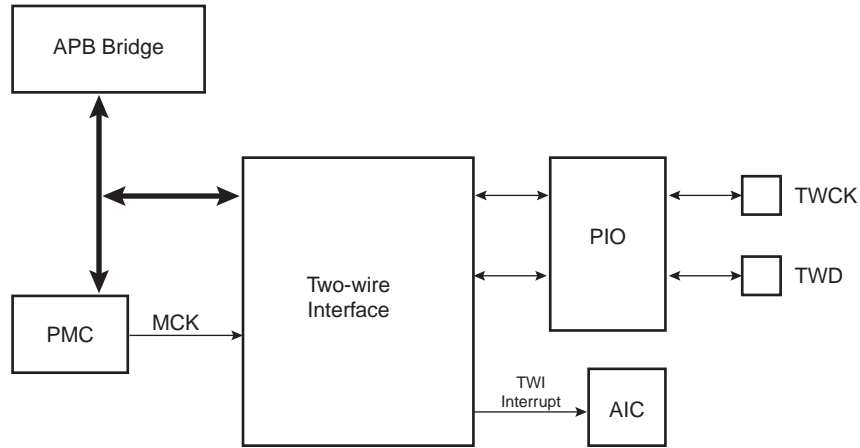 APB Bridge
TWCK
PIO
TWD
Two-wire
Interface
MCK
PMC
TWI
Interrupt
AIC